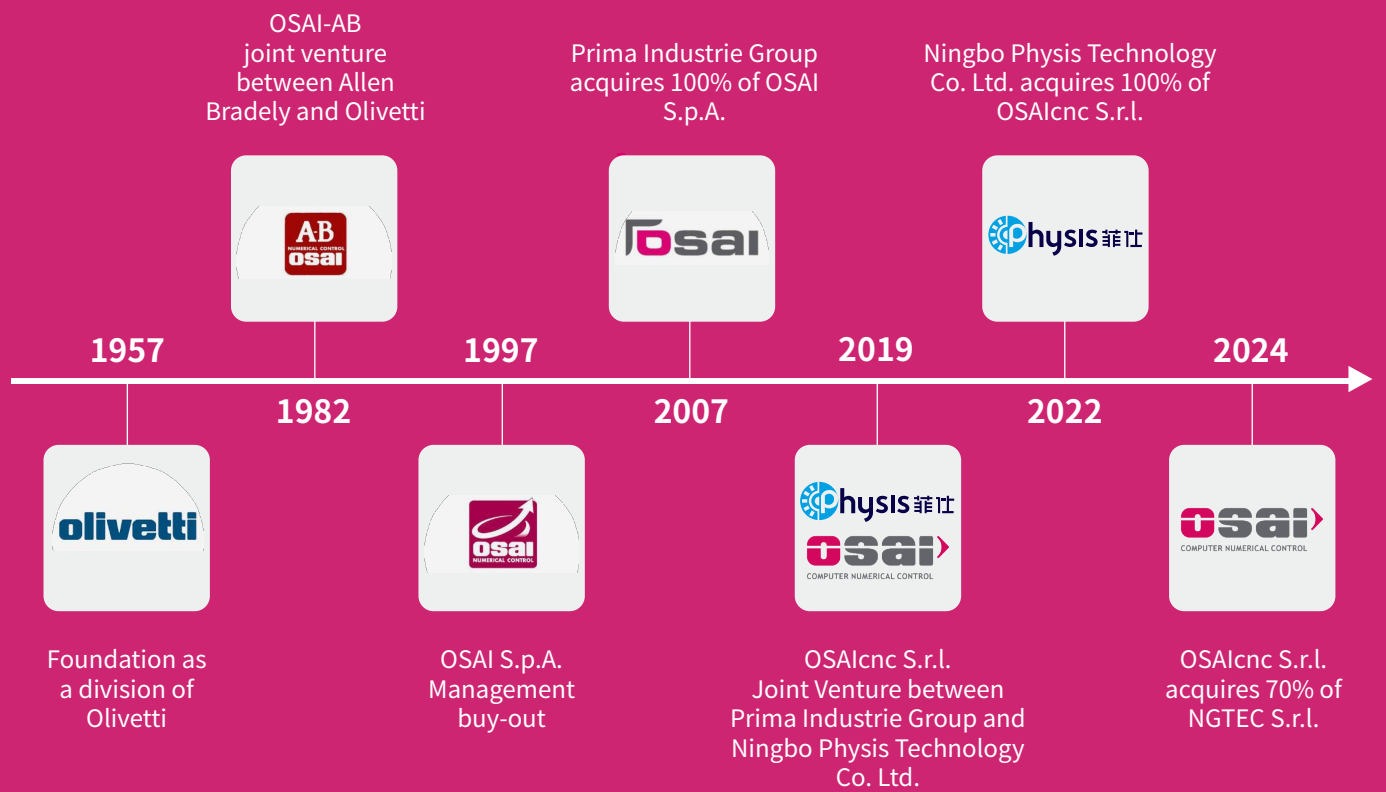 OSAI-AB
joint venture
between Allen
Bradely and Olivetti
Prima Industrie Group
acquires 100% of OSAI
S.p.A.
Ningbo Physis Technology
Co. Ltd. acquires 100% of
OSAIcnc S.r.l.
A·B
NUMERICAL CONTROL
osai
osai
Physis 菲仕
1957
1997
2019
2024
1982
2007
2022
olivetti
osai
NUMERICAL CONTROL
Physis 菲仕
osai
COMPUTER NUMERICAL CONTROL
osai
COMPUTER NUMERICAL CONTROL
Foundation as
a division of
Olivetti
OSAI S.p.A.
Management
buy-out
OSAIcnc S.r.l.
Joint Venture between
Prima Industrie Group and
Ningbo Physis Technology
Co. Ltd.
OSAIcnc S.r.l.
acquires 70% of
NGTEC S.r.l.